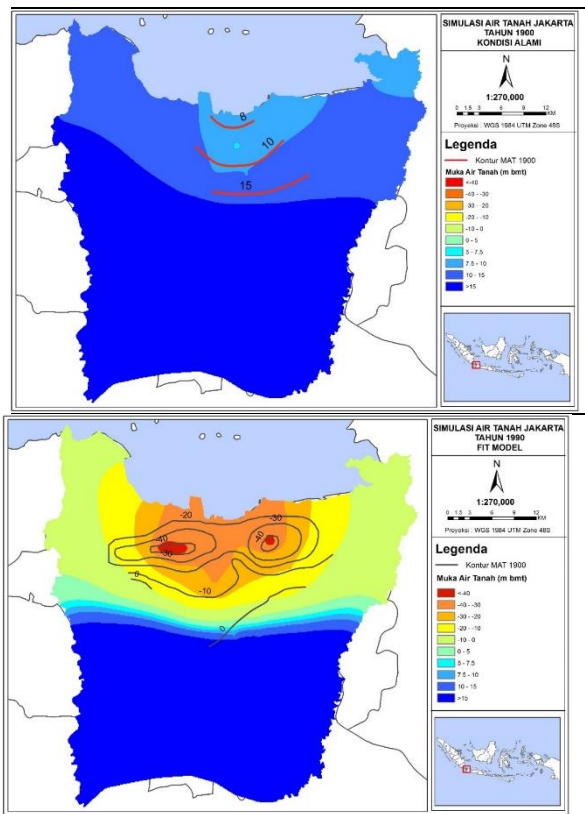 SIMULASI AIR TANAH JAKARTA
TAHUN 1900
KONDISI ALAMI
N
1:270,000
0 1.5 3 6 9 12
KM
Proyeksi : WGS 1984 UTM Zone 48S
Legenda
Kontur MAT 1900
Muka Air Tanah (m bmt)
<-40
-40 - -30
-30 - -20
-20 - -10
-10 - 0
0 - 5
5 - 7.5
7.5 - 10
10 - 15
>15
8
10
15
SIMULASI AIR TANAH JAKARTA
TAHUN 1990
FIT MODEL
N
1:270,000
0 1.5 3 6 9 12
KM
Proyeksi : WGS 1984 UTM Zone 48S
Legenda
Kontur MAT 1900
Muka Air Tanah (m bmt)
<-40
-40 - -30
-30 - -20
-20 - -10
-10 - 0
0 - 5
5 - 7.5
7.5 - 10
10 - 15
>15
-20
-30
-40
-40
-30
0
-10
0